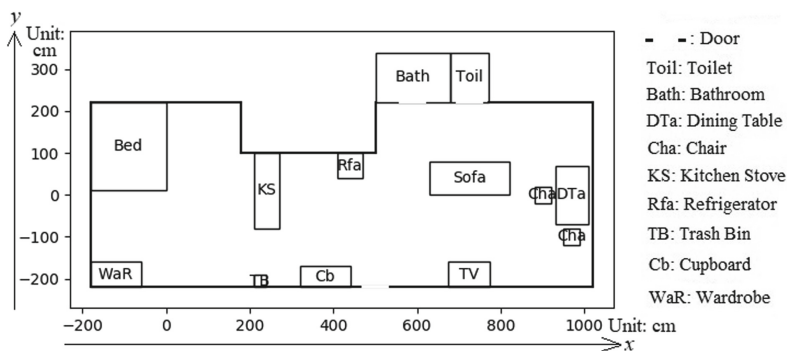 y
Unit:
cm
300
200
100
0
−100
−200
−200
0
200
400
600
800
1000
Unit: cm
x
Bath
Toil
Bed
KS
Rfa
Sofa
Cha
DTa
Cha
WaR
TB
Cb
TV
: Door
Toil: Toilet
Bath: Bathroom
DTa: Dining Table
Cha: Chair
KS: Kitchen Stove
Rfa: Refrigerator
TB: Trash Bin
Cb: Cupboard
WaR: Wardrobe